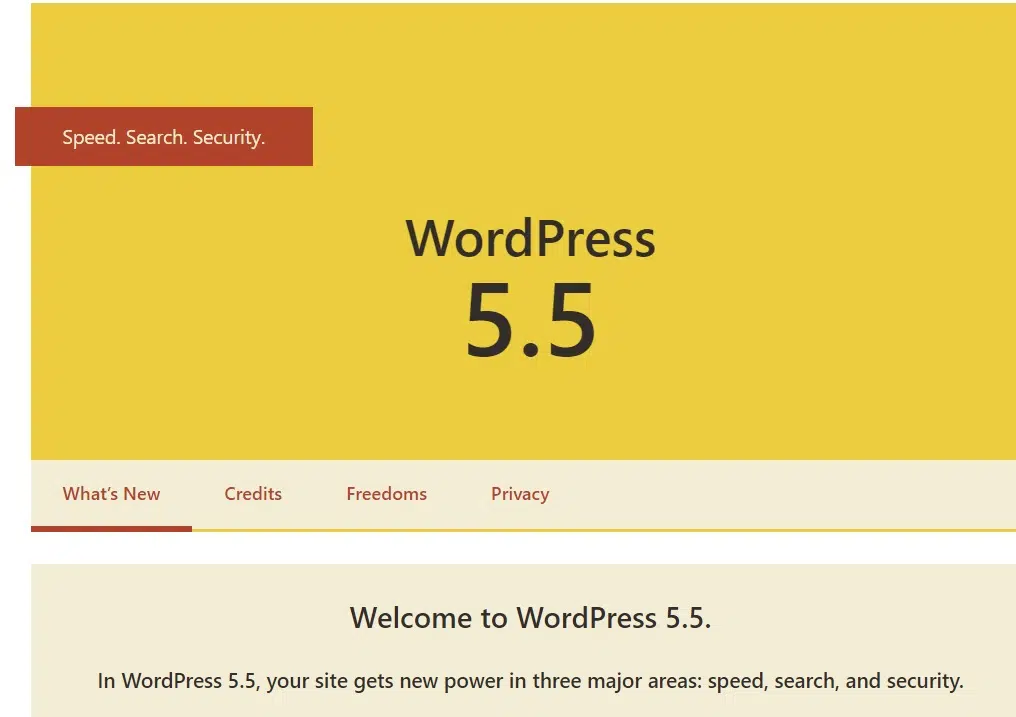 Speed. Search. Security.
WordPress
5.5
What’s New Credits Freedoms Privacy
Welcome to WordPress 5.5.
In WordPress 5.5, your site gets new power in three major areas: speed, search, and security.